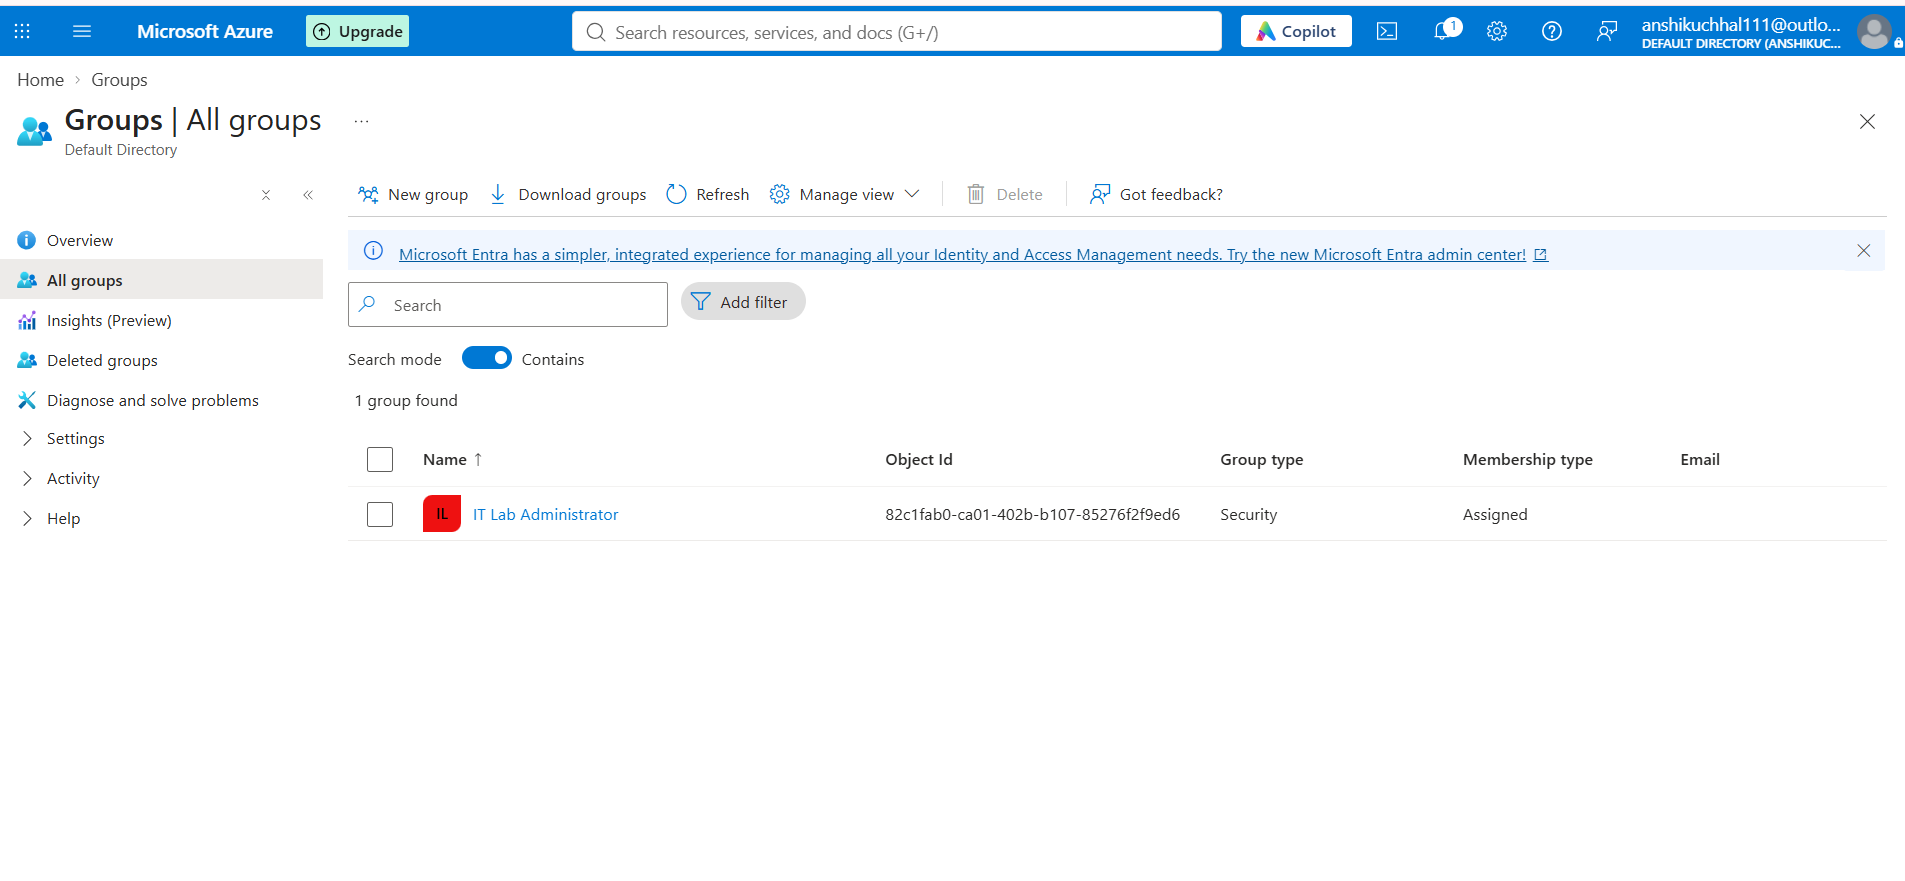 Microsoft Azure
Upgrade
Search resources, services, and docs (G+/)
Copilot
1
anshikuchhal111@outlo...
DEFAULT DIRECTORY (ANSHIKUC...
Home > Groups
Groups | All groups ...
Default Directory
New group
Download groups
Refresh
Manage view
Delete
Got feedback?
Overview
All groups
Insights (Preview)
Deleted groups
Diagnose and solve problems
Settings
Activity
Help
Microsoft Entra has a simpler, integrated experience for managing all your Identity and Access Management needs. Try the new Microsoft Entra admin center!
Search
Add filter
Search mode
Contains
1 group found
Name ↑ Object Id Group type Membership type Email
IL IT Lab Administrator 82c1fab0-ca01-402b-b107-85276f2f9ed6 Security Assigned